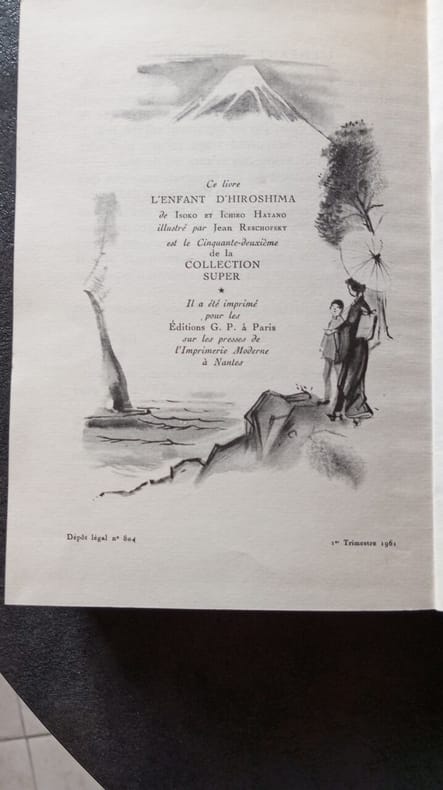 Ce livre
L'ENFANT D'HIROSHIMA
de Isoko et Ichiro Hatano
illustré par Jean Reschofsky
est le Cinquante-deuxième
de la
COLLECTION
SUPER
★
Il a été imprimé
pour les
Éditions G. P. à Paris
sur les presses de
l'Imprimerie Moderne
à Nantes
Dépôt légal n° 804
1er Trimestre 1961